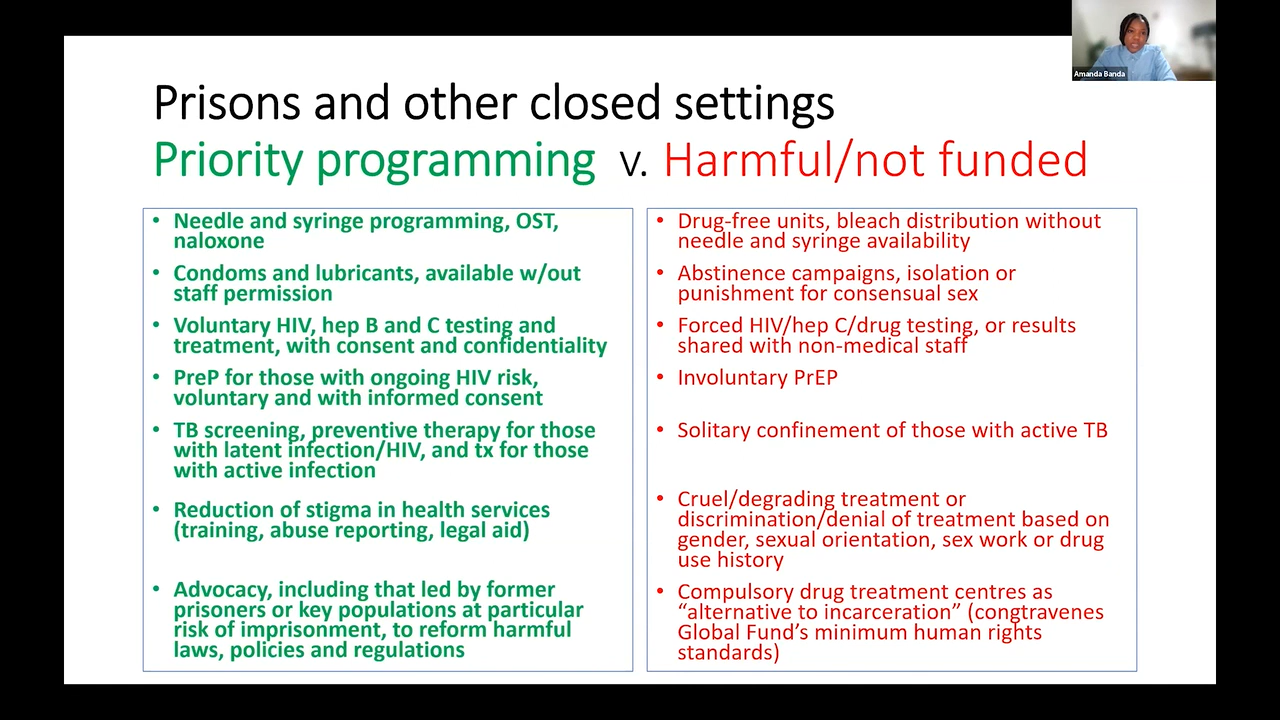 Amanda Banda
Prisons and other closed settings
Priority programming v. Harmful/not funded
• Needle and syringe programming, OST,
naloxone
• Condoms and lubricants, available w/out
staff permission
• Voluntary HIV, hep B and C testing and
treatment, with consent and confidentiality
• PreP for those with ongoing HIV risk,
voluntary and with informed consent
• TB screening, preventive therapy for those
with latent infection/HIV, and tx for those
with active infection
• Reduction of stigma in health services
(training, abuse reporting, legal aid)
• Advocacy, including that led by former
prisoners or key populations at particular
risk of imprisonment, to reform harmful
laws, policies and regulations
• Drug-free units, bleach distribution without
needle and syringe availability
• Abstinence campaigns, isolation or
punishment for consensual sex
• Forced HIV/hep C/drug testing, or results
shared with non-medical staff
• Involuntary PrEP
• Solitary confinement of those with active TB
• Cruel/degrading treatment or
discrimination/denial of treatment based on
gender, sexual orientation, sex work or drug
use history
• Compulsory drug treatment centres as
“alternative to incarceration” (congtravenes
Global Fund’s minimum human rights
standards)